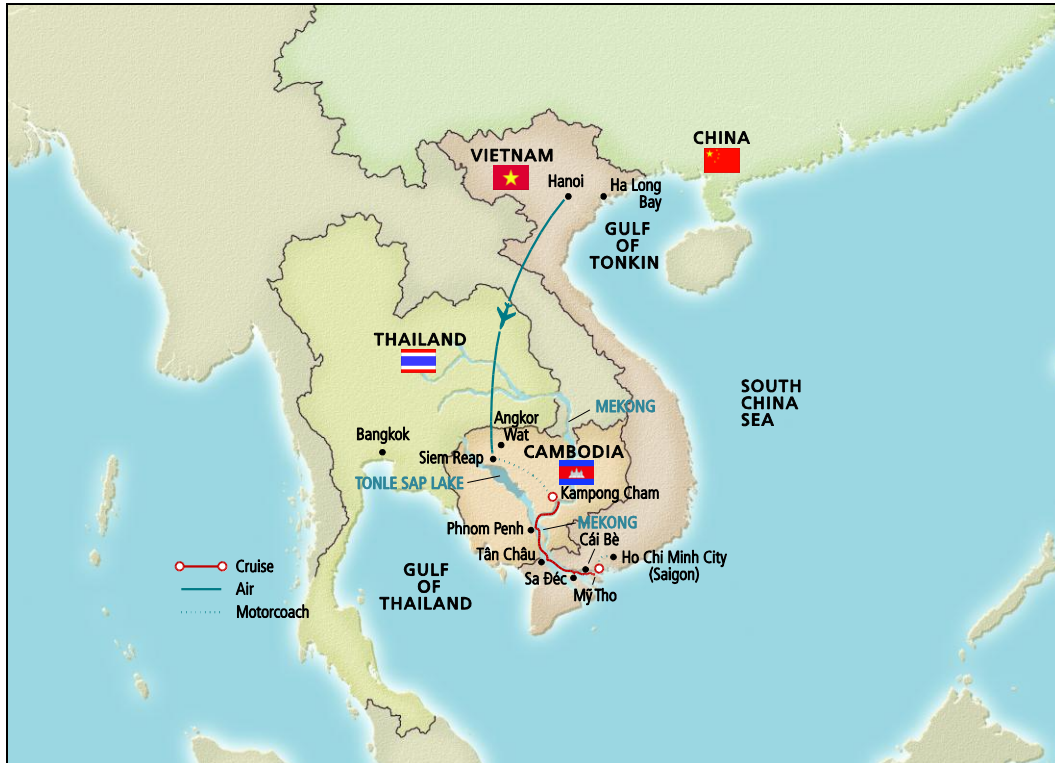 CHINA
VIETNAM
Hanoi
Ha Long
Bay
GULF
OF
TONKIN
THAILAND
SOUTH
CHINA
SEA
MEKONG
Angkor
Wat
Bangkok
Siem Reap
CAMBODIA
TONLE SAP LAKE
Kampong Cham
Phnom Penh
MEKONG
Cái Bè
Tân Châu
Ho Chi Minh City
(Saigon)
Sa Đéc
Mỹ Tho
GULF
OF
THAILAND
Cruise
Air
Motorcoach